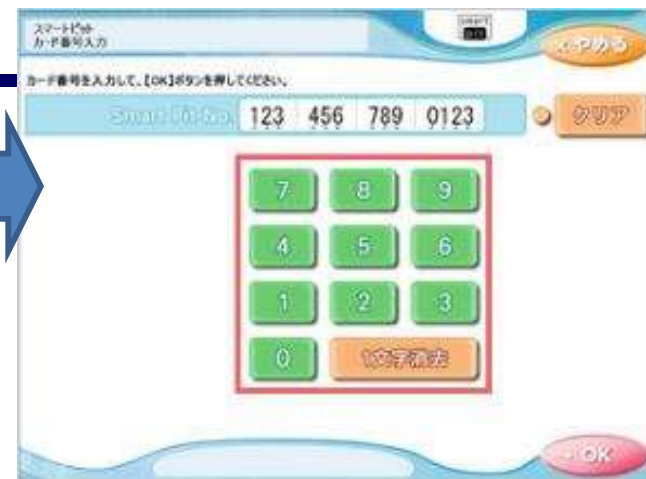 スマートピット
カード番号入力
×やめる
カード番号を入力して、【OK】ボタンを押してください。
Smart Pit No. 123 456 789 0123
クリア
7 8 9
4 5 6
1 2 3
0 1文字消去
OK